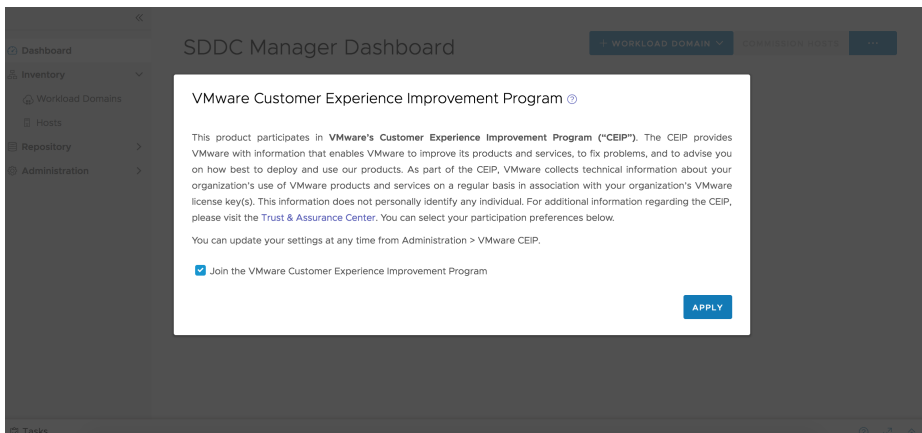 Dashboard
SDDC Manager Dashboard
+ WORKLOAD DOMAIN
COMMISSION HOSTS
Inventory
Workload Domains
Hosts
Repository
Administration
VMware Customer Experience Improvement Program
This product participates in VMware's Customer Experience Improvement Program (“CEIP”). The CEIP provides
VMware with information that enables VMware to improve its products and services, to fix problems, and to advise you
on how best to deploy and use our products. As part of the CEIP, VMware collects technical information about your
organization's use of VMware products and services on a regular basis in association with your organization's VMware
license key(s). This information does not personally identify any individual. For additional information regarding the CEIP,
please visit the Trust & Assurance Center. You can select your participation preferences below.
You can update your settings at any time from Administration > VMware CEIP.
Join the VMware Customer Experience Improvement Program
APPLY
Tasks